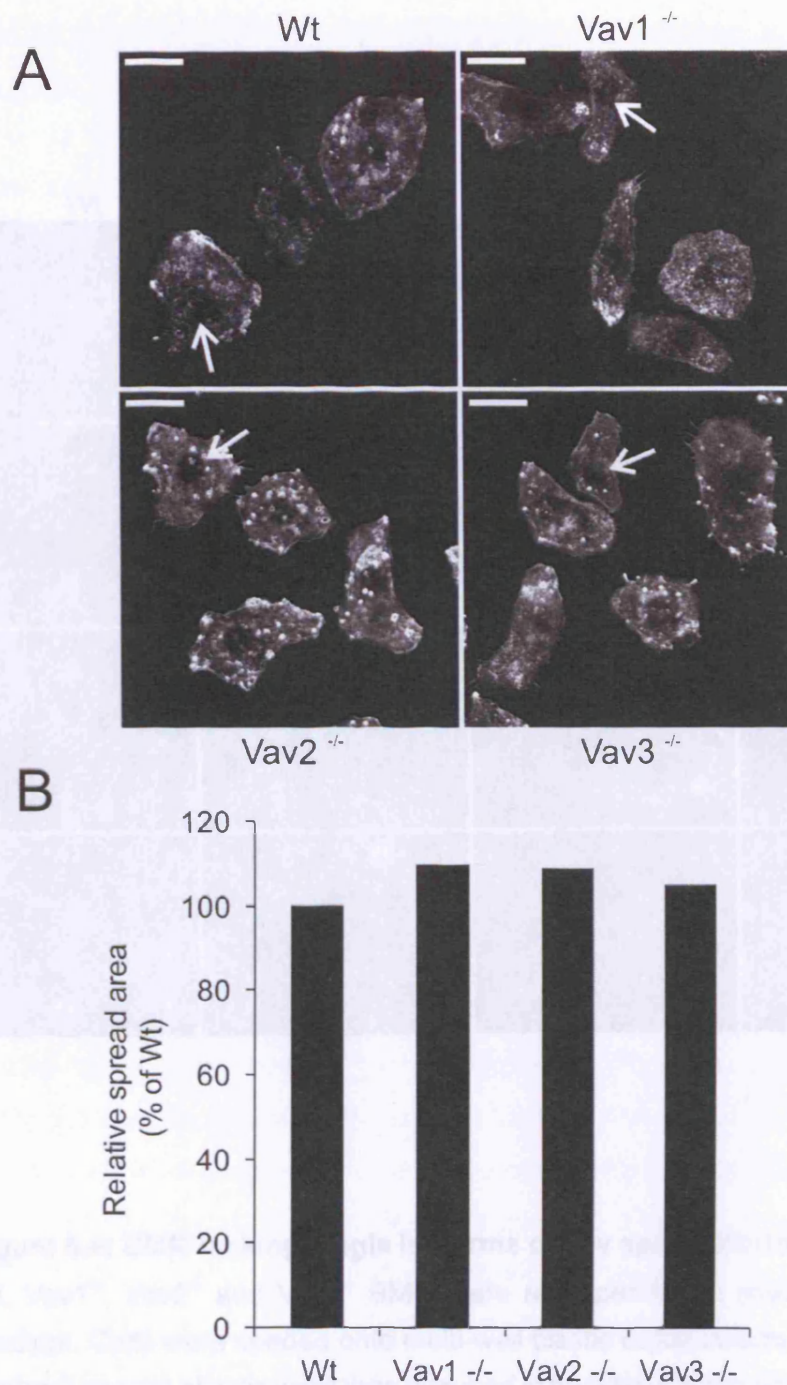 Wt Vav1 -/-
A
Vav2 -/- Vav3 -/-
B
120
100
80
60
40
20
0
Relative spread area
(% of Wt)
Wt Vav1 -/- Vav2 -/- Vav3 -/-